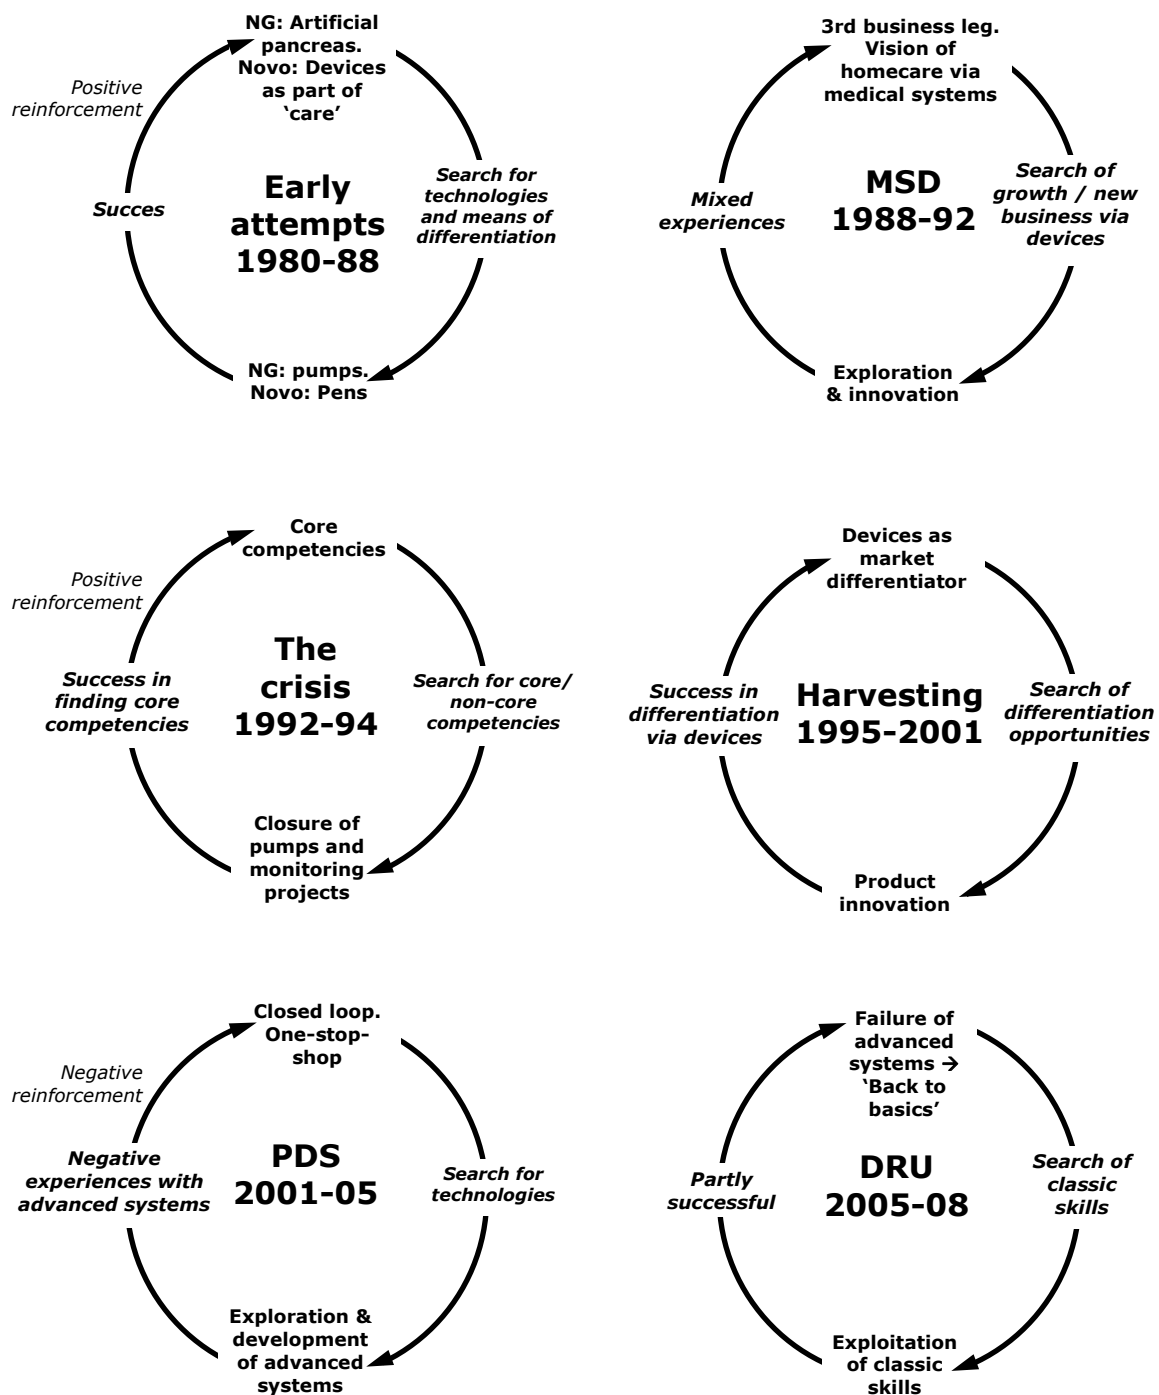 NG: Artificial
pancreas.
Novo: Devices
as part of
‘care’
Positive
reinforcement
Succes
Early
attempts
1980-88
Search for
technologies
and means of
differentiation
NG: pumps.
Novo: Pens
3rd business leg.
Vision of
homecare via
medical systems
Mixed
experiences
MSD
1988-92
Search of
growth / new
business via
devices
Exploration
& innovation
Core
competencies
Positive
reinforcement
Success in
finding core
competencies
The
crisis
1992-94
Search for core/
non-core
competencies
Closure of
pumps and
monitoring
projects
Devices as
market
differentiator
Success in
differentiation
via devices
Harvesting
1995-2001
Search of
differentiation
opportunities
Product
innovation
Closed loop.
One-stop-
shop
Negative
reinforcement
Negative
experiences with
advanced systems
PDS
2001-05
Search for
technologies
Exploration &
development
of advanced
systems
Failure of
advanced
systems →
‘Back to
basics’
Partly
successful
DRU
2005-08
Search of
classic
skills
Exploitation
of classic
skills